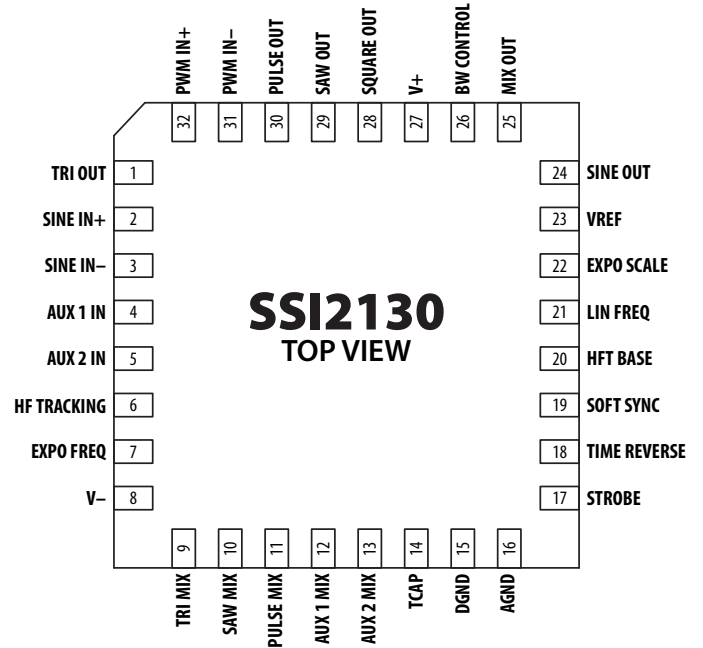 PWM IN+
PWM IN–
PULSE OUT
SAW OUT
SQUARE OUT
V+
BW CONTROL
MIX OUT
32
31
30
29
28
27
26
25
TRI OUT 1
SINE IN+ 2
SINE IN– 3
AUX 1 IN 4
AUX 2 IN 5
HF TRACKING 6
EXPO FREQ 7
V– 8
SSI2130
TOP VIEW
24 SINE OUT
23 VREF
22 EXPO SCALE
21 LIN FREQ
20 HFT BASE
19 SOFT SYNC
18 TIME REVERSE
17 STROBE
9
10
11
12
13
14
15
16
TRI MIX
SAW MIX
PULSE MIX
AUX 1 MIX
AUX 2 MIX
TCAP
DGND
AGND